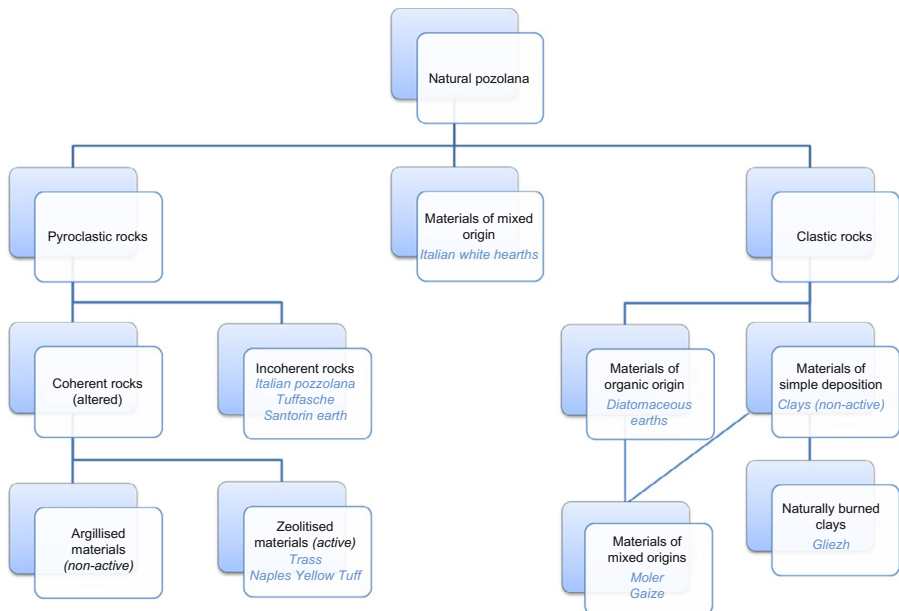 Natural pozolana
Pyroclastic rocks
Materials of mixed
origin
Italian white hearths
Clastic rocks
Coherent rocks
(altered)
Incoherent rocks
Italian pozzolana
Tuffasche
Santorin earth
Materials of
organic origin
Diatomaceous
earths
Materials of
simple deposition
Clays (non-active)
Argillised
materials
(non-active)
Zeolitised
materials (active)
Trass
Naples Yellow Tuff
Materials of
mixed origins
Moler
Gaize
Naturally burned
clays
Gliezh